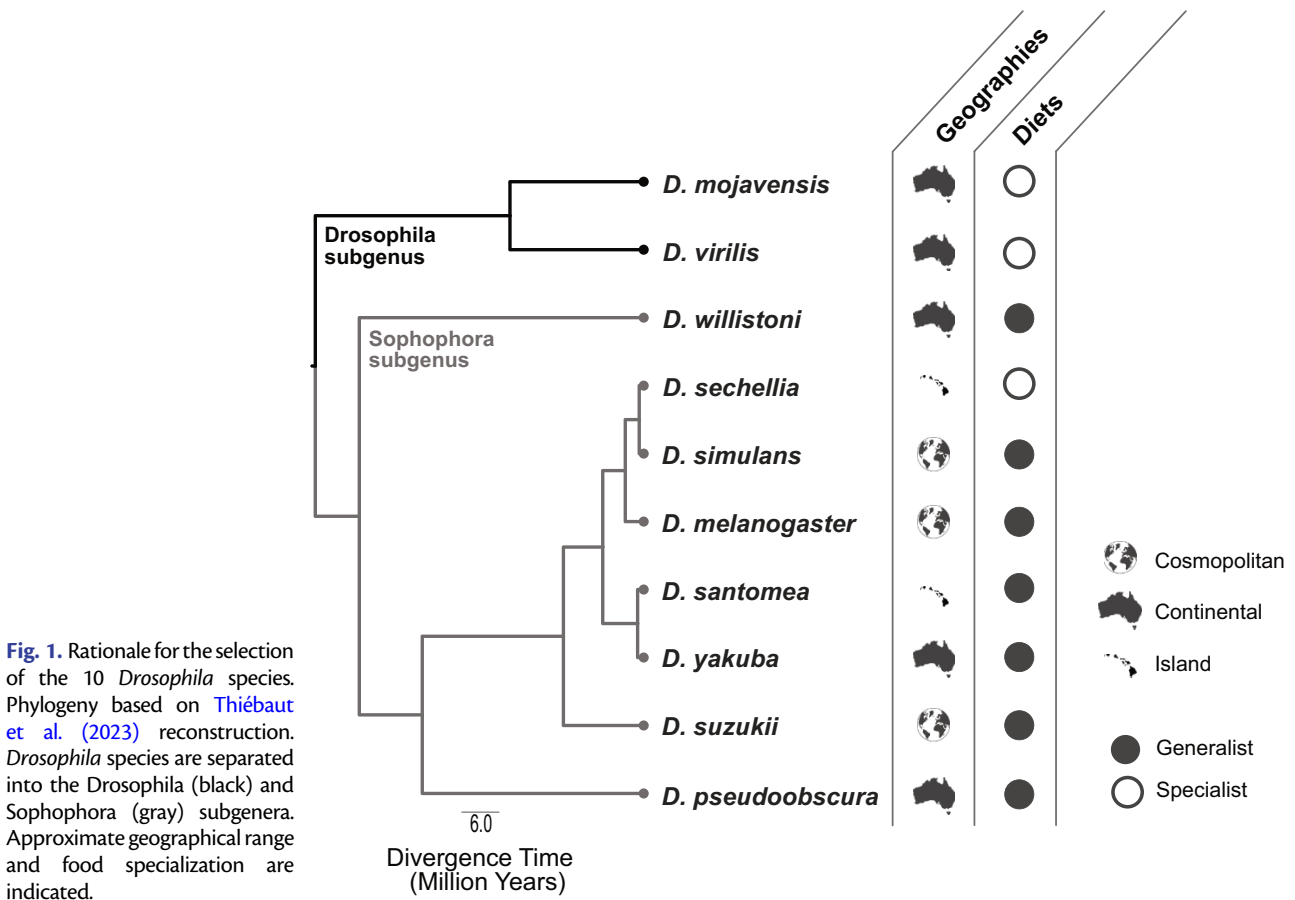 Geographies
Diets
D. mojavensis
Drosophila
subgenus
D. virilis
D. willistoni
Sophophora
subgenus
D. sechellia
D. simulans
D. melanogaster
D. santomea
D. yakuba
D. suzukii
D. pseudoobscura
6.0
Divergence Time
(Million Years)
Cosmopolitan
Continental
Island
Generalist
Specialist
Fig. 1. Rationale for the selection
of the 10 Drosophila species.
Phylogeny based on Thiébaut
et al. (2023) reconstruction.
Drosophila species are separated
into the Drosophila (black) and
Sophophora (gray) subgenera.
Approximate geographical range
and food specialization are
indicated.